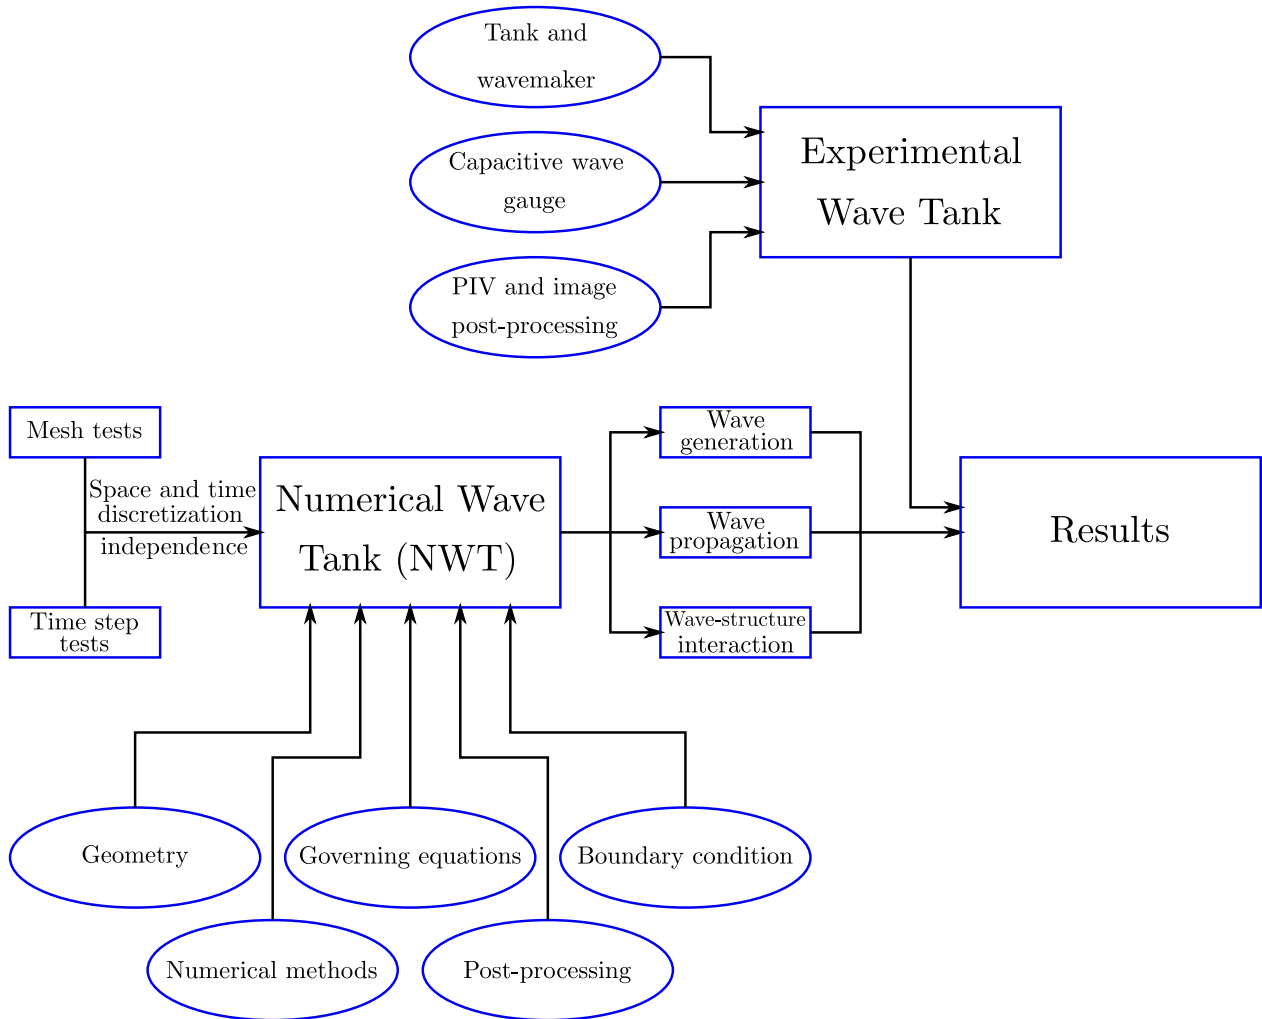 Tank and
wavemaker
Capacitive wave
gauge
PIV and image
post-processing
Experimental
Wave Tank
Mesh tests
Space and time
discretization
independence
Time step
tests
Numerical Wave
Tank (NWT)
Wave
generation
Wave
propagation
Wave-structure
interaction
Results
Geometry
Governing equations
Boundary condition
Numerical methods
Post-processing